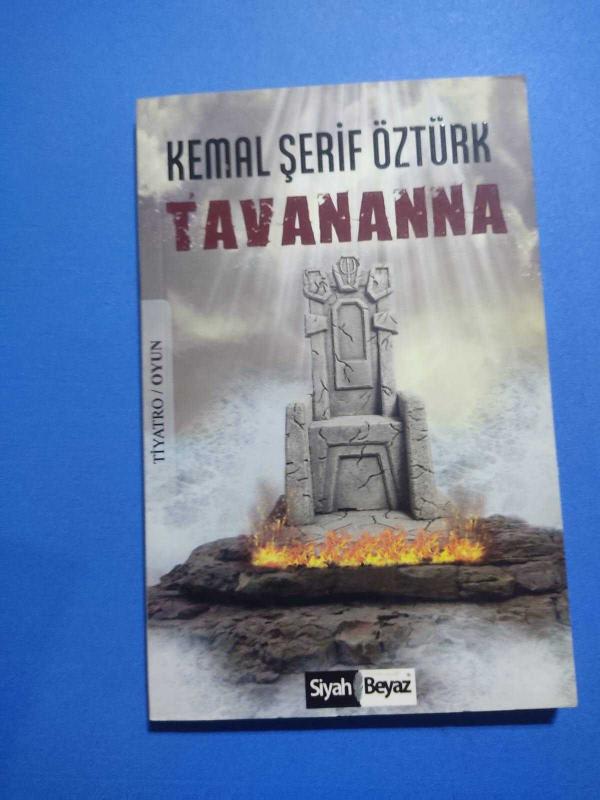 KEMAL ŞERİF ÖZTÜRK
TAVANANNA
TİYATRO / OYUN
Siyah Beyaz